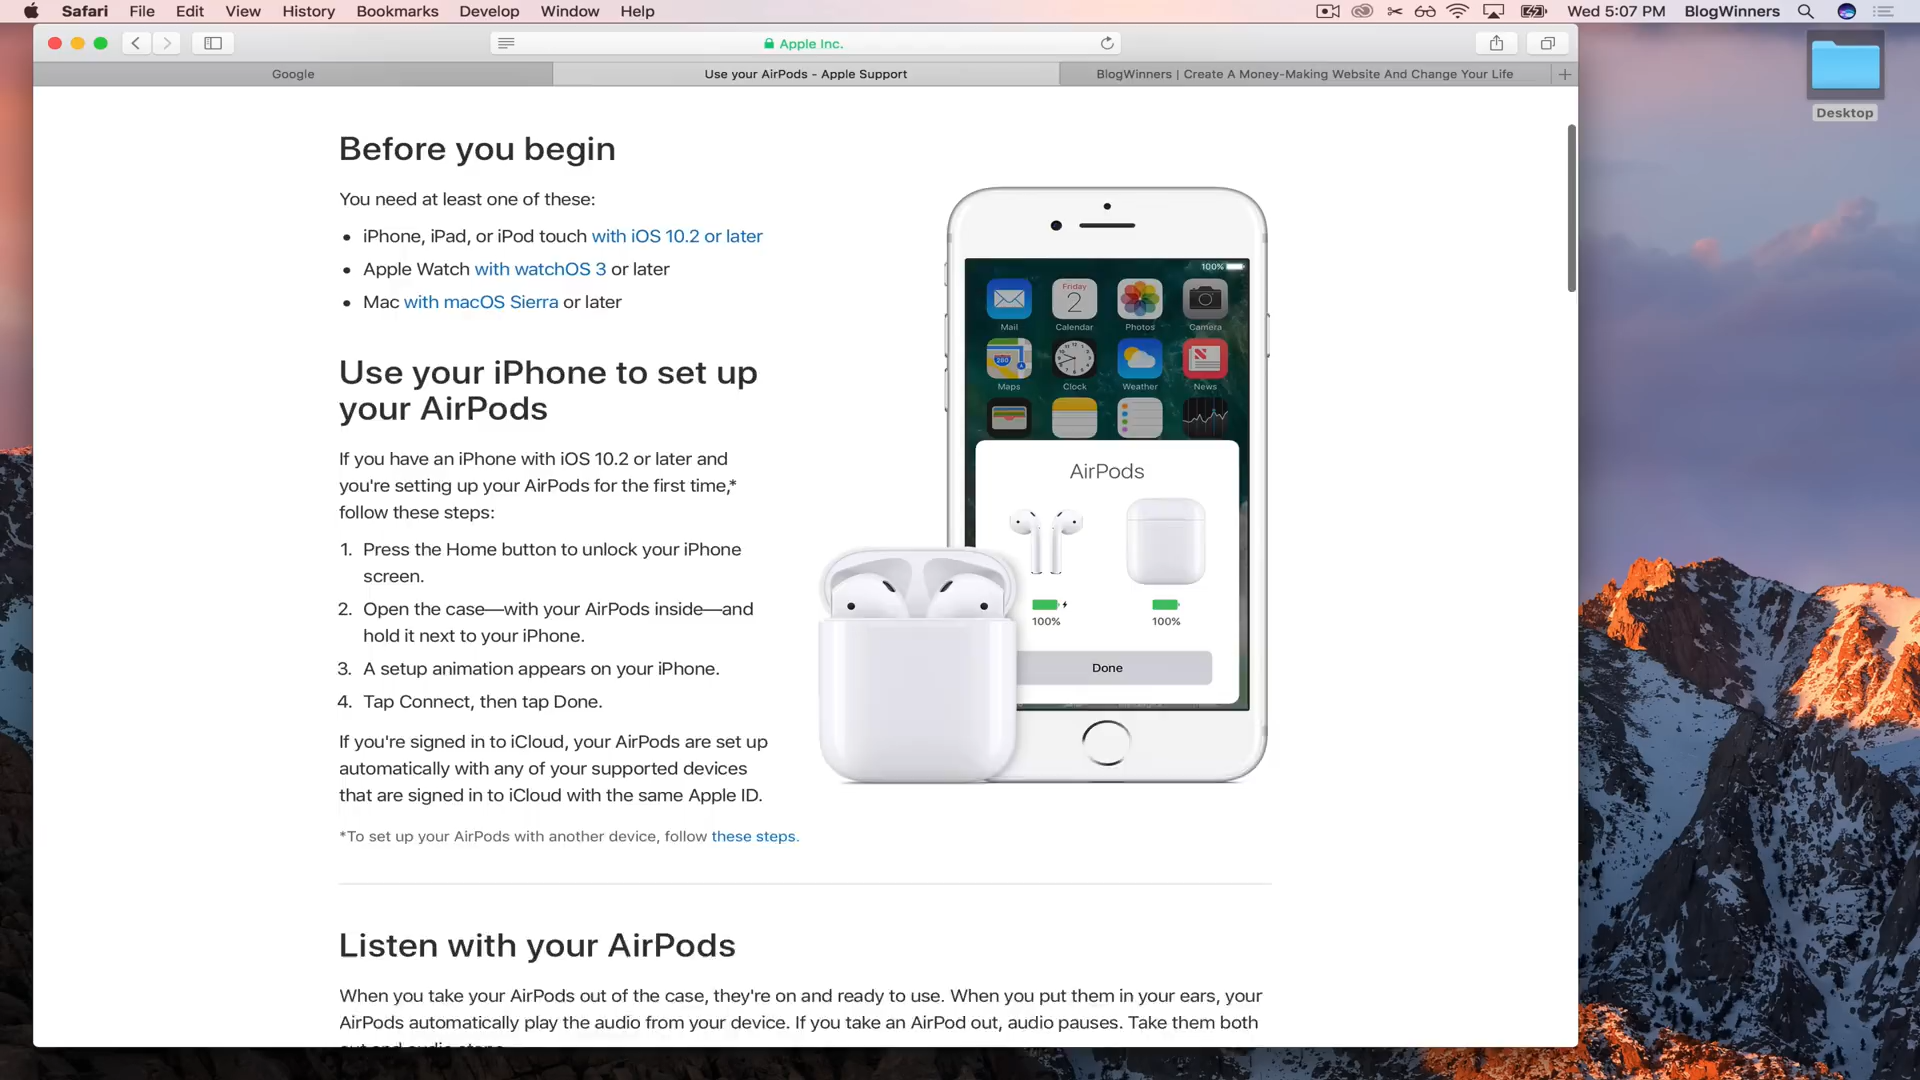 Safari File Edit View History Bookmarks Develop Window Help Wed 5:07 PM BlogWinners
Apple Inc.
Google
Use your AirPods - Apple Support
BlogWinners | Create A Money-Making Website And Change Your Life
Desktop
Before you begin
You need at least one of these:
• iPhone, iPad, or iPod touch with iOS 10.2 or later
• Apple Watch with watchOS 3 or later
• Mac with macOS Sierra or later
Use your iPhone to set up
your AirPods
If you have an iPhone with iOS 10.2 or later and
you're setting up your AirPods for the first time,*
follow these steps:
1. Press the Home button to unlock your iPhone
screen.
2. Open the case—with your AirPods inside—and
hold it next to your iPhone.
3. A setup animation appears on your iPhone.
4. Tap Connect, then tap Done.
If you're signed in to iCloud, your AirPods are set up
automatically with any of your supported devices
that are signed in to iCloud with the same Apple ID.
*To set up your AirPods with another device, follow these steps.
100%
Friday
2
Mail Calendar Photos Camera
280
Maps Clock Weather News
AirPods
100% 100%
Done
Listen with your AirPods
When you take your AirPods out of the case, they're on and ready to use. When you put them in your ears, your
AirPods automatically play the audio from your device. If you take an AirPod out, audio pauses. Take them both